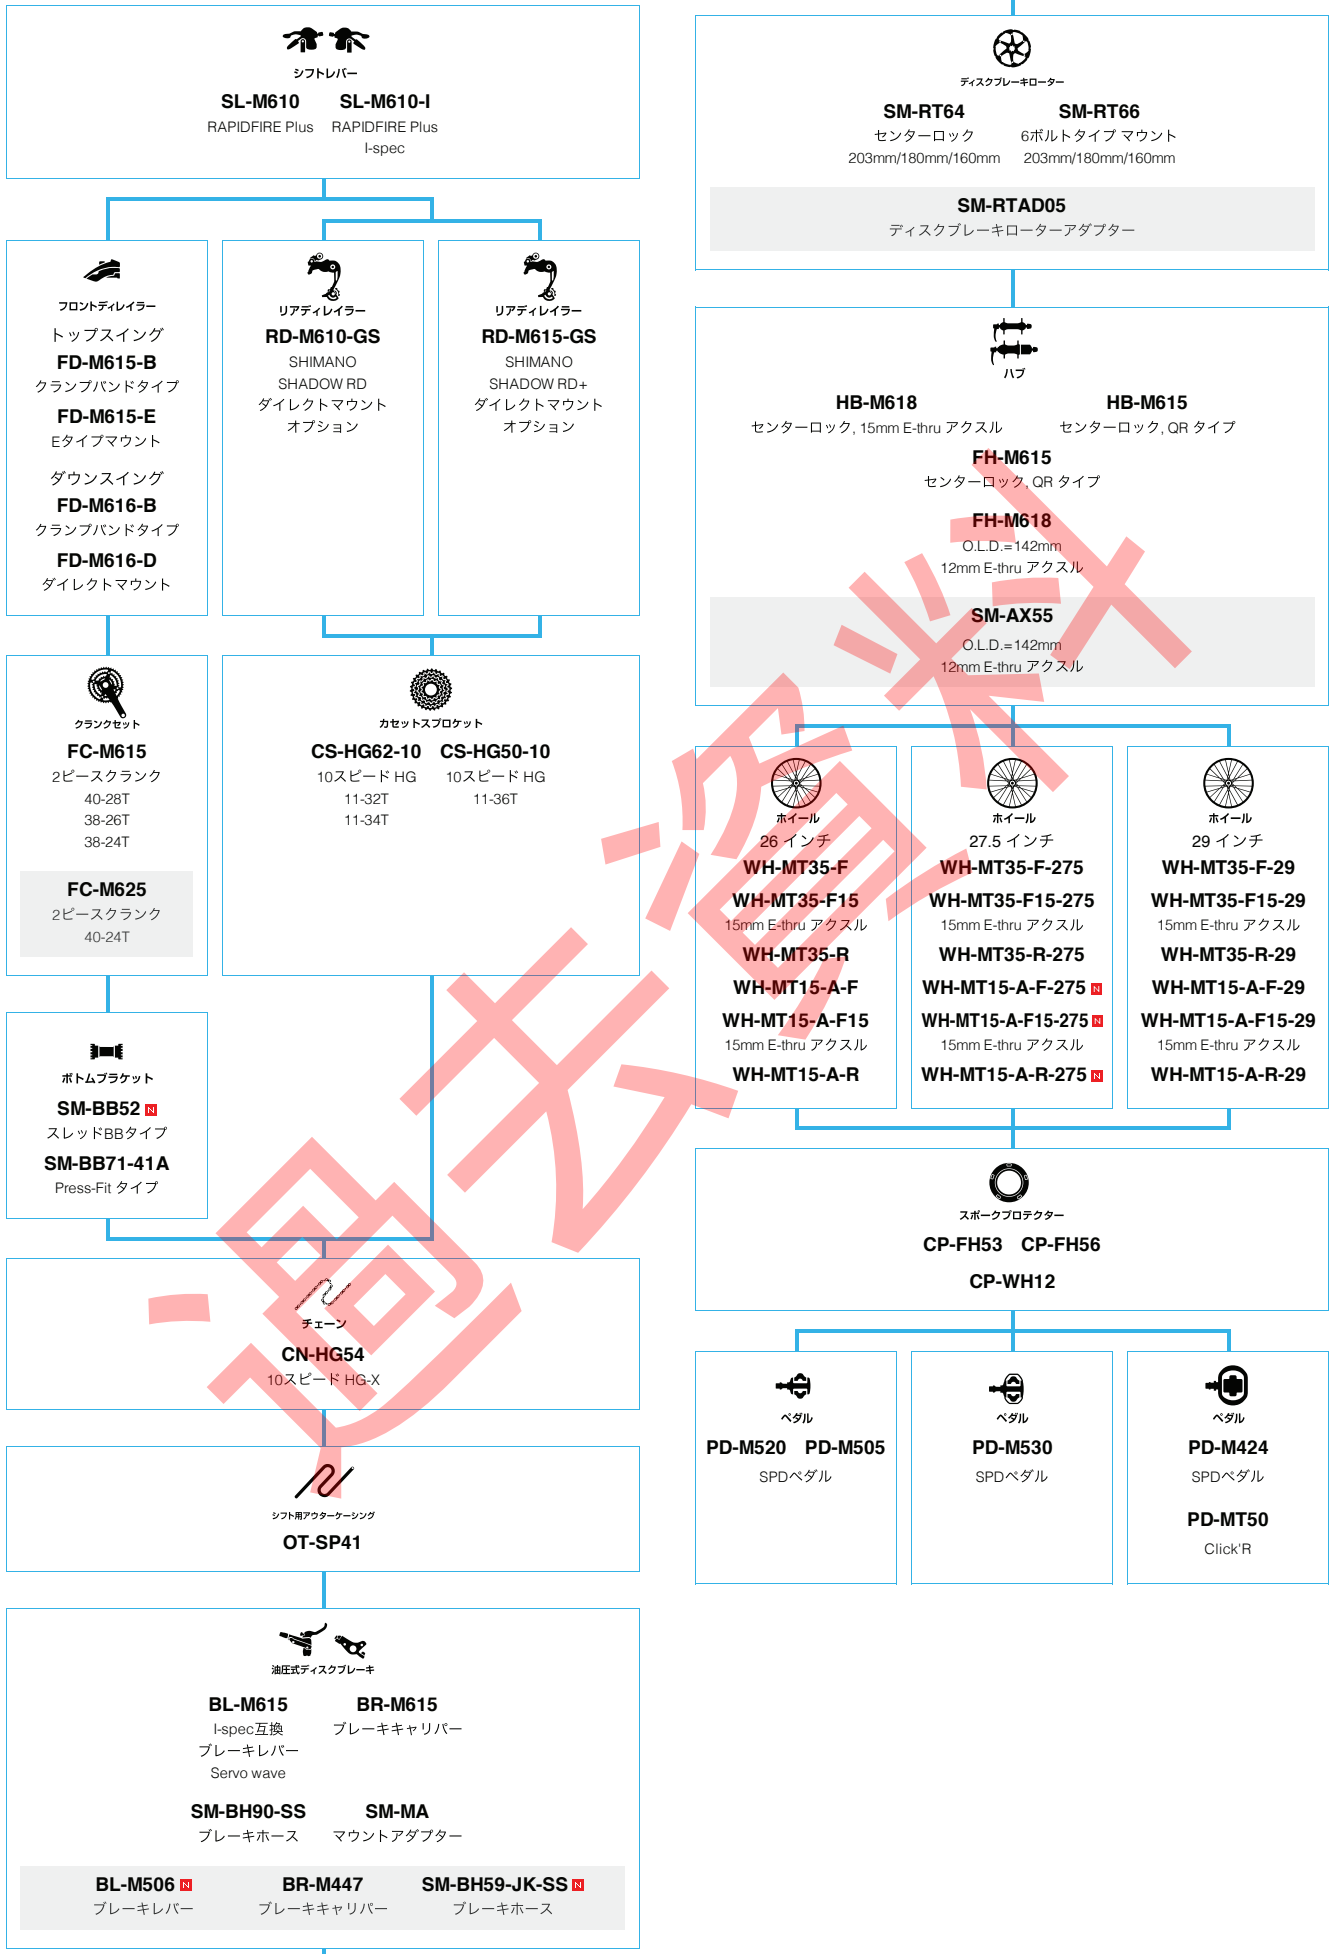 シフトレバー
SL-M610 SL-M610-I
RAPIDFIRE Plus RAPIDFIRE Plus
I-spec
フロントディレイラー
トップスイング
FD-M615-B
クランプバンドタイプ
FD-M615-E
Eタイプマウント
ダウンスイング
FD-M616-B
クランプバンドタイプ
FD-M616-D
ダイレクトマウント
リアディレイラー
RD-M610-GS
SHIMANO
SHADOW RD
ダイレクトマウント
オプション
リアディレイラー
RD-M615-GS
SHIMANO
SHADOW RD+
ダイレクトマウント
オプション
クランクセット
FC-M615
2ピースクランク
40-28T
38-26T
38-24T
FC-M625
2ピースクランク
40-24T
カセットスプロケット
CS-HG62-10 CS-HG50-10
10スピード HG 10スピード HG
11-32T 11-36T
11-34T
ボトムブラケット
SM-BB52 N
スレッドBBタイプ
SM-BB71-41A
Press-Fit タイプ
チェーン
CN-HG54
10スピード HG-X
シフト用アウターケーシング
OT-SP41
油圧式ディスクブレーキ
BL-M615 BR-M615
I-spec互換 ブレーキキャリパー
ブレーキレバー
Servo wave
SM-BH90-SS SM-MA
ブレーキホース マウントアダプター
BL-M506 N BR-M447 SM-BH59-JK-SS N
ブレーキレバー ブレーキキャリパー ブレーキホース
ディスクブレーキローター
SM-RT64 SM-RT66
センターロック 6ボルトタイプ マウント
203mm/180mm/160mm 203mm/180mm/160mm
SM-RTAD05
ディスクブレーキローターアダプター
ハブ
HB-M618 HB-M615
センターロック, 15mm E-thru アクスル センターロック, QR タイプ
FH-M615
センターロック, QR タイプ
FH-M618
O.L.D.=142mm
12mm E-thru アクスル
SM-AX55
O.L.D.=142mm
12mm E-thru アクスル
ホイール
26 インチ
WH-MT35-F
WH-MT35-F15
15mm E-thru アクスル
WH-MT35-R
WH-MT15-A-F
WH-MT15-A-F15
15mm E-thru アクスル
WH-MT15-A-R
ホイール
27.5 インチ
WH-MT35-F-275
WH-MT35-F15-275
15mm E-thru アクスル
WH-MT35-R-275
WH-MT15-A-F-275 N
WH-MT15-A-F15-275 N
15mm E-thru アクスル
WH-MT15-A-R-275 N
ホイール
29 インチ
WH-MT35-F-29
WH-MT35-F15-29
15mm E-thru アクスル
WH-MT35-R-29
WH-MT15-A-F-29
WH-MT15-A-F15-29
15mm E-thru アクスル
WH-MT15-A-R-29
スポークプロテクター
CP-FH53 CP-FH56
CP-WH12
ペダル
PD-M520 PD-M505
SPDペダル
ペダル
PD-M530
SPDペダル
ペダル
PD-M424
SPDペダル
PD-MT50
Click'R
過去資料